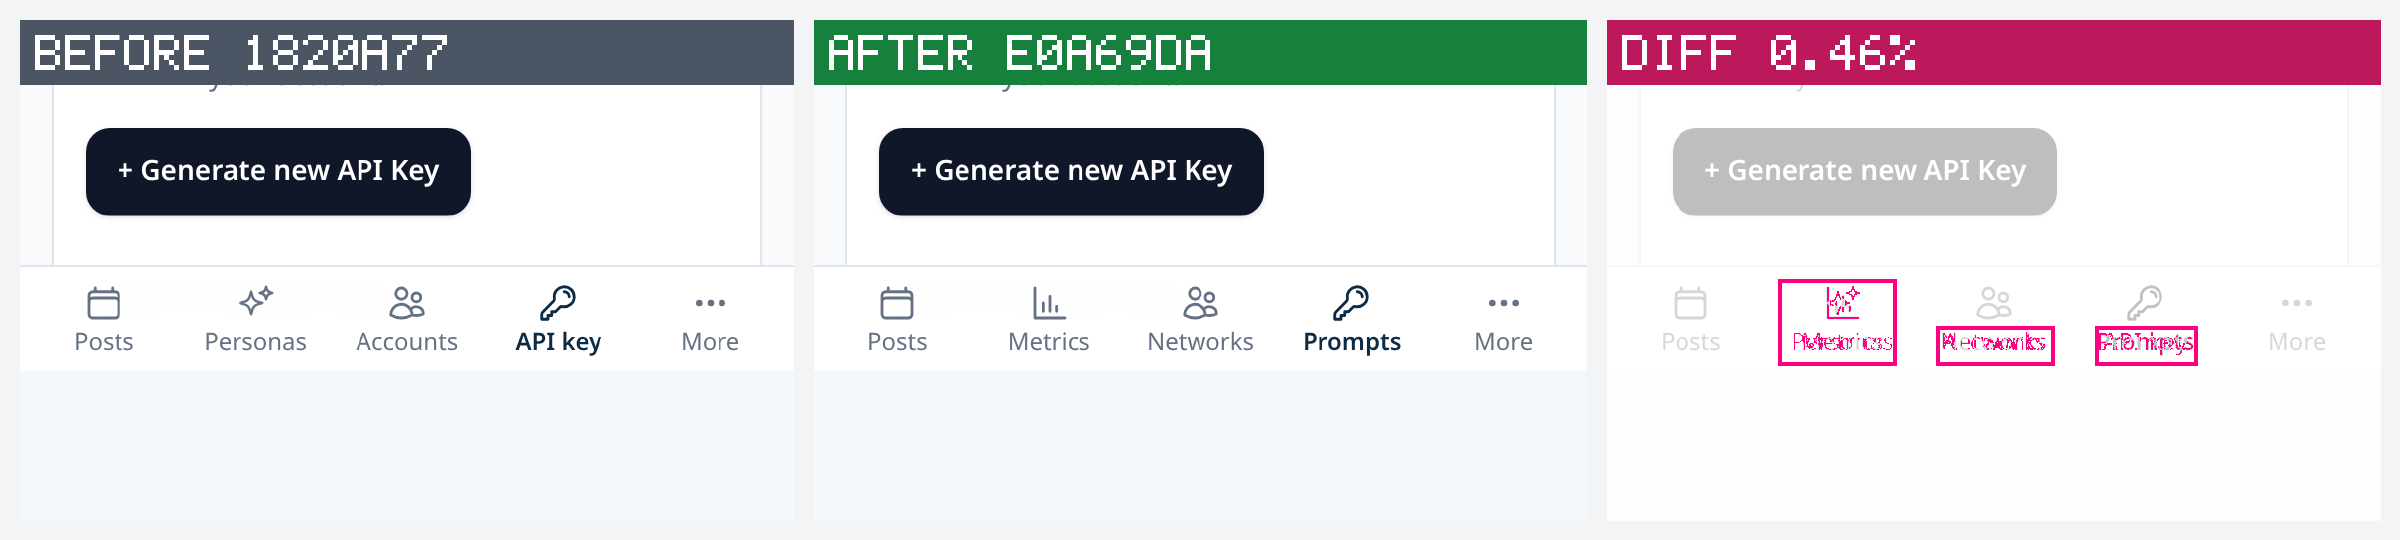 BEFORE 1820A77
+ Generate new API Key
Posts Personas Accounts API key More
AFTER E0A69DA
+ Generate new API Key
Posts Metrics Networks Prompts More
DIFF 0.46%
+ Generate new API Key
Posts More